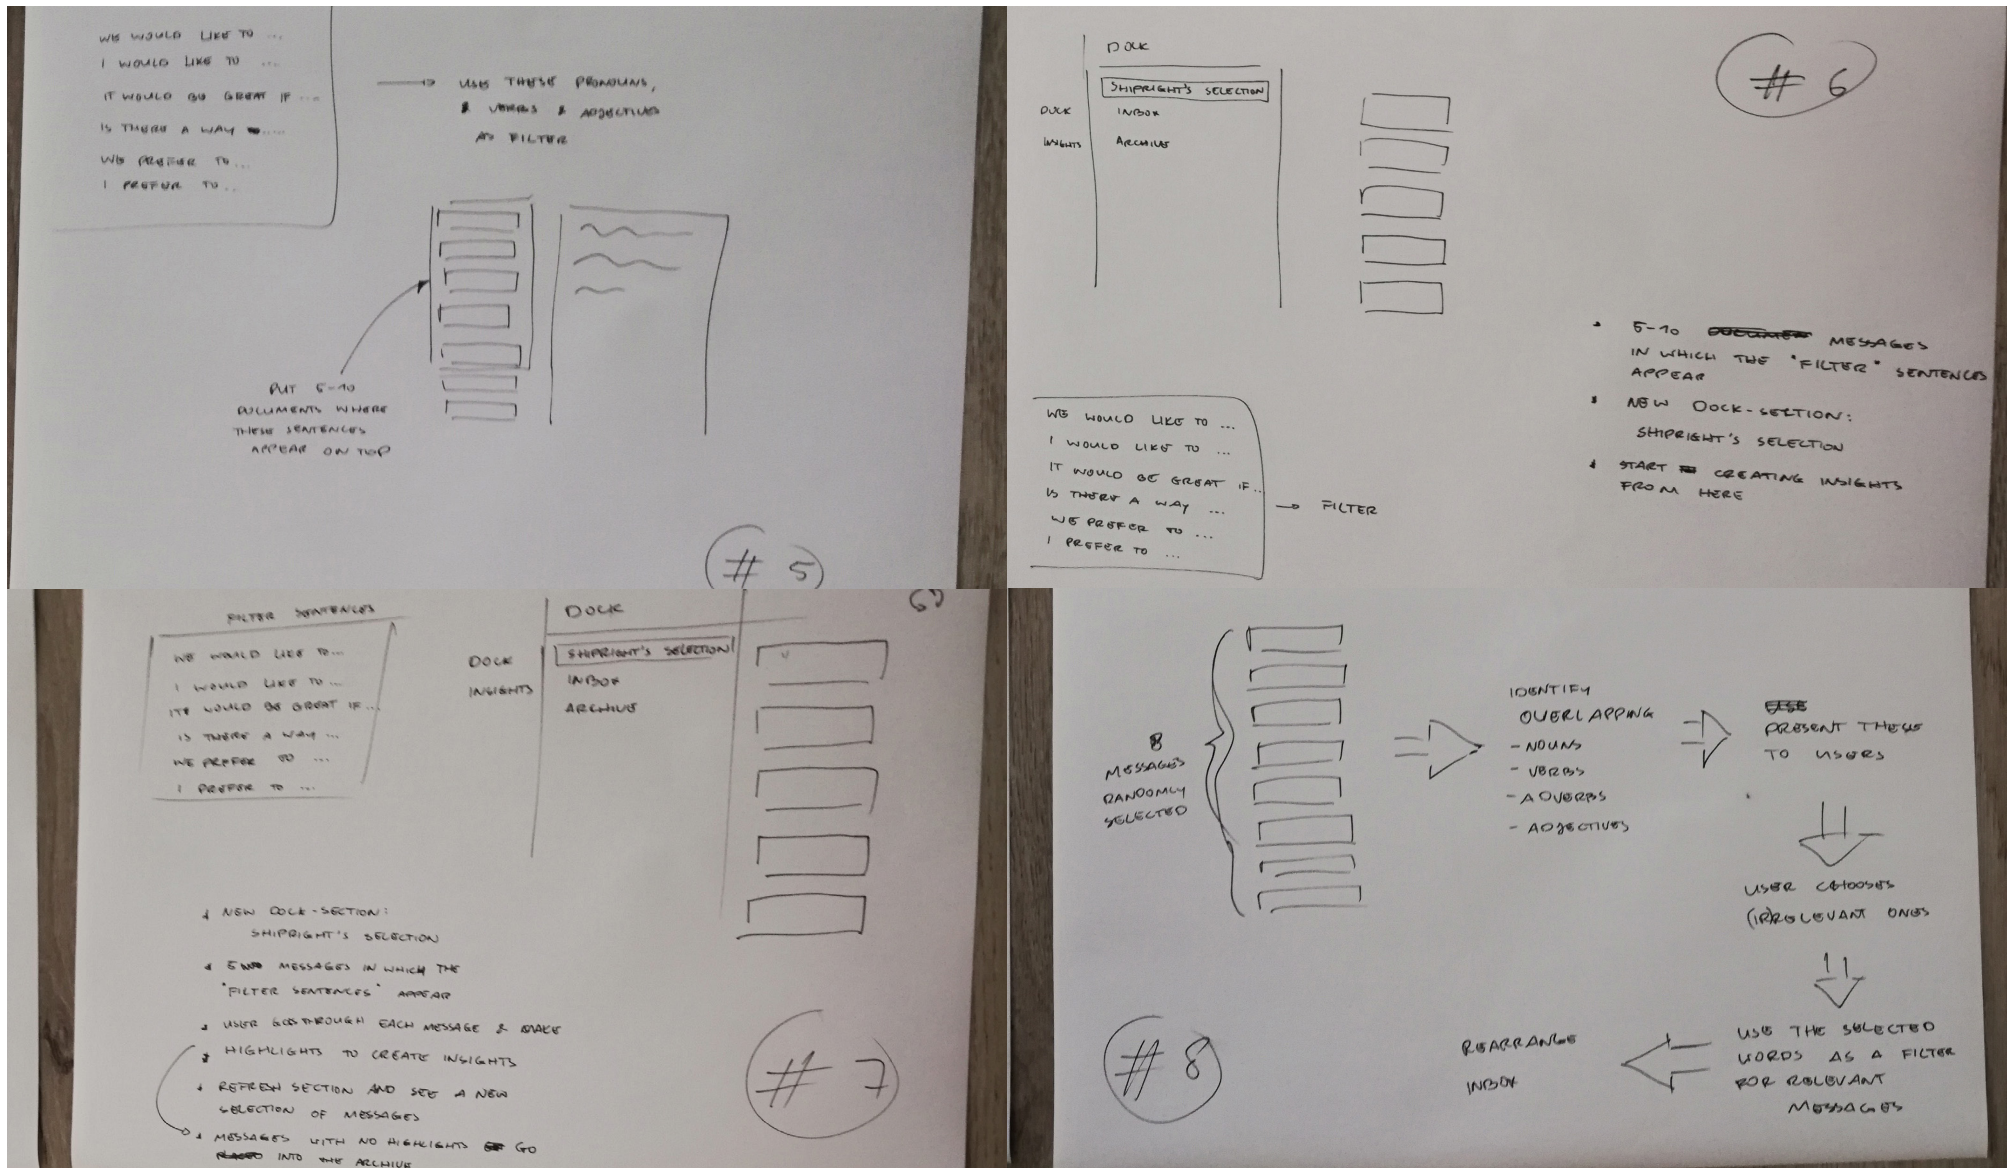 WE WOULD LIKE TO ...
I WOULD LIKE TO ...
IT WOULD BE GREAT IF ...
IS THERE A WAY ...
WE PREFER TO ...
I PREFER TO ...
→ USE THESE PRONOUNS,
& VERBS & ADJECTIVES
AS FILTER
PUT 5-10
DOCUMENTS WHERE
THESE SENTENCES
APPEAR ON TOP
# 5
DOCK
SHIPRIGHT'S SELECTION
INBOX
ARCHIVE
DOCK
INSIGHTS
# 6
5-10 MESSAGES
IN WHICH THE "FILTER" SENTENCES
APPEAR
NEW DOCK-SECTION:
SHIPRIGHT'S SELECTION
START CREATING INSIGHTS
FROM HERE
WE WOULD LIKE TO ...
I WOULD LIKE TO ...
IT WOULD BE GREAT IF ...
IS THERE A WAY ...
WE PREFER TO ...
I PREFER TO ...
→ FILTER
FILTER SENTENCES
WE WOULD LIKE TO ...
I WOULD LIKE TO ...
IT WOULD BE GREAT IF ...
IS THERE A WAY ...
WE PREFER TO ...
I PREFER TO ...
DOCK
INSIGHTS
DOCK
SHIPRIGHT'S SELECTION
INBOX
ARCHIVE
NEW DOCK-SECTION:
SHIPRIGHT'S SELECTION
5 MESSAGES IN WHICH THE
"FILTER SENTENCES" APPEAR
USER GOES THROUGH EACH MESSAGE & MAKE
HIGHLIGHTS TO CREATE INSIGHTS
REFRESH SECTION AND SEE A NEW
SELECTION OF MESSAGES
MESSAGES WITH NO HIGHLIGHTS GO
INTO THE ARCHIVE
# 7
8
MESSAGES
RANDOMLY
SELECTED
IDENTIFY
OVERLAPPING
- NOUNS
- VERBS
- ADVERBS
- ADJECTIVES
PRESENT THESE
TO USERS
USER CHOOSES
(IR)RELEVANT ONES
USE THE SELECTED
WORDS AS A FILTER
FOR RELEVANT
MESSAGES
REARRANGE
INBOX
# 8